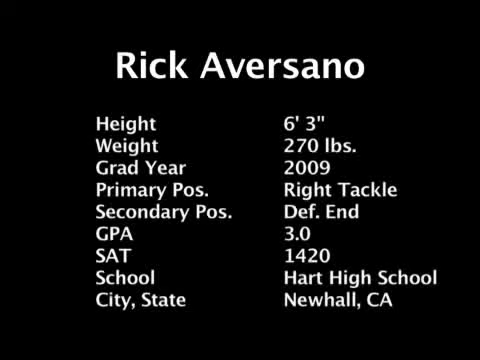 Rick Aversano
Height 6' 3"
Weight 270 lbs.
Grad Year 2009
Primary Pos. Right Tackle
Secondary Pos. Def. End
GPA 3.0
SAT 1420
School Hart High School
City, State Newhall, CA